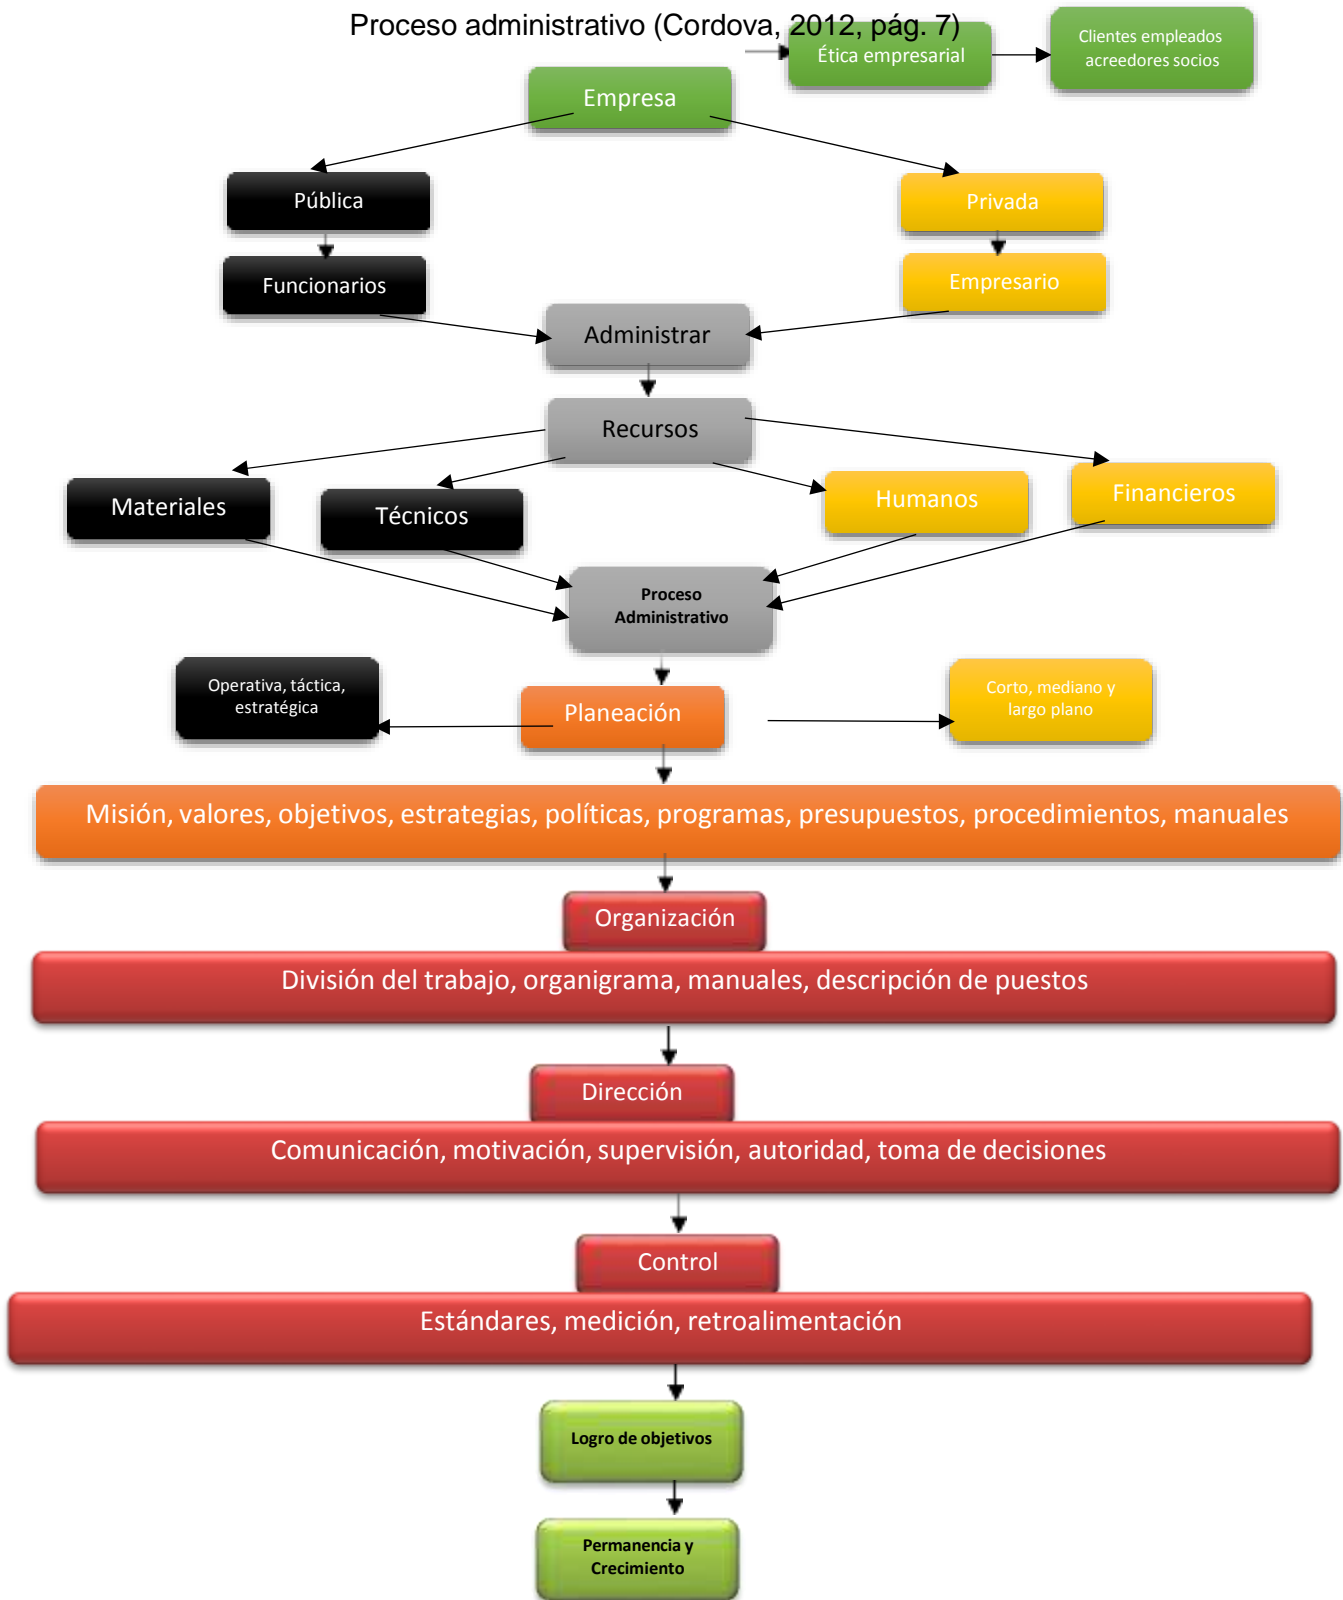 Proceso administrativo (Cordova, 2012, pág. 7)
Ética empresarial
Clientes empleados
acreedores socios
Empresa
Pública
Privada
Funcionarios
Empresario
Administrar
Recursos
Materiales
Técnicos
Humanos
Financieros
Proceso
Administrativo
Operativa, táctica,
estratégica
Planeación
Corto, mediano y
largo plano
Misión, valores, objetivos, estrategias, políticas, programas, presupuestos, procedimientos, manuales
Organización
División del trabajo, organigrama, manuales, descripción de puestos
Dirección
Comunicación, motivación, supervisión, autoridad, toma de decisiones
Control
Estándares, medición, retroalimentación
Logro de objetivos
Permanencia y
Crecimiento